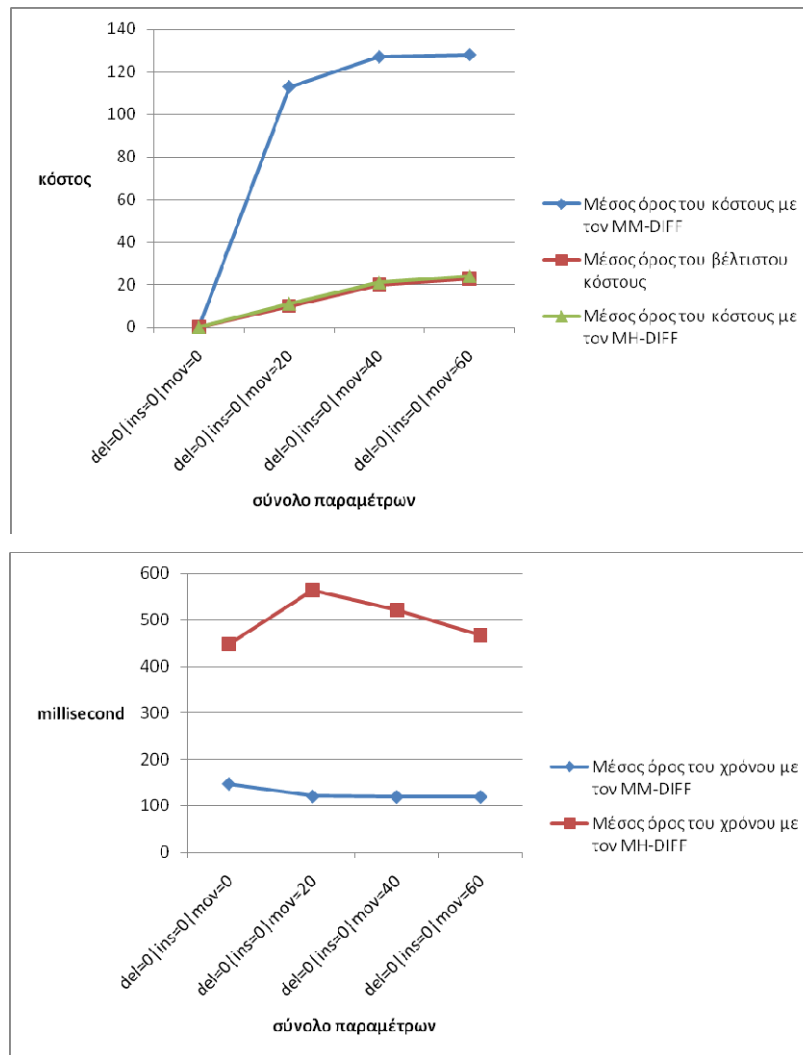 140
120
100
80
60
40
20
0
κόστος
del=0|ins=0|mov=0
del=0|ins=0|mov=20
del=0|ins=0|mov=40
del=0|ins=0|mov=60
σύνολο παραμέτρων
Μέσος όρος του κόστους με
τον MM-DIFF
Μέσος όρος του βέλτιστου
κόστους
Μέσος όρος του κόστους με
τον MH-DIFF
600
500
400
300
200
100
0
millisecond
del=0|ins=0|mov=0
del=0|ins=0|mov=20
del=0|ins=0|mov=40
del=0|ins=0|mov=60
σύνολο παραμέτρων
Μέσος όρος του χρόνου με
τον MM-DIFF
Μέσος όρος του χρόνου με
τον MH-DIFF